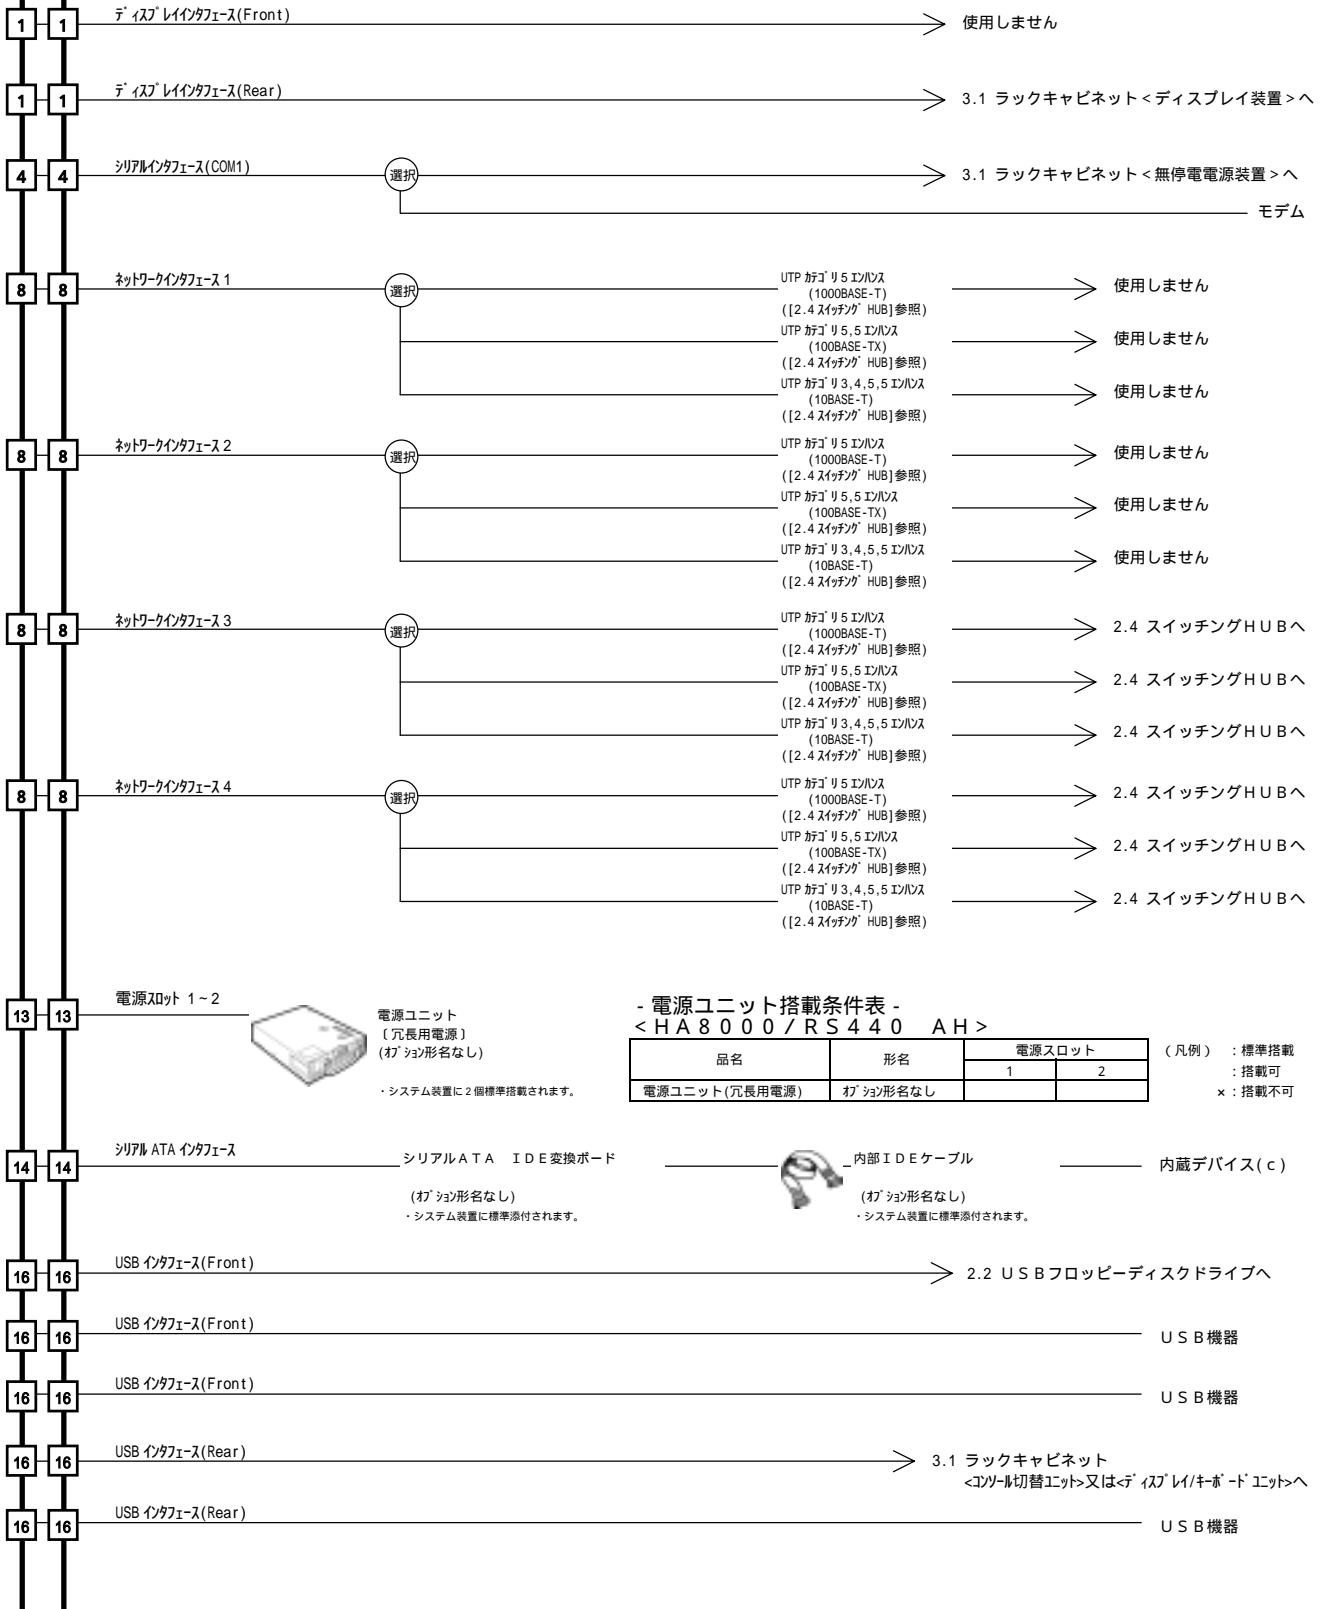 1 1 ディスプレイインタフェース(Front) 使用しません
1 1 ディスプレイインタフェース(Rear) 3.1 ラックキャビネット<ディスプレイ装置>へ
4 4 シリアルインタフェース(COM1) 選択 3.1 ラックキャビネット<無停電電源装置>へ
モデム
8 8 ネットワークインタフェース 1 選択 UTP カテゴリ 5 エンハンス
(1000BASE-T)
([2.4 スイッチング HUB]参照)
使用しません
UTP カテゴリ 5,5 エンハンス
(100BASE-TX)
([2.4 スイッチング HUB]参照)
使用しません
UTP カテゴリ 3,4,5,5 エンハンス
(10BASE-T)
([2.4 スイッチング HUB]参照)
使用しません
8 8 ネットワークインタフェース 2 選択 UTP カテゴリ 5 エンハンス
(1000BASE-T)
([2.4 スイッチング HUB]参照)
使用しません
UTP カテゴリ 5,5 エンハンス
(100BASE-TX)
([2.4 スイッチング HUB]参照)
使用しません
UTP カテゴリ 3,4,5,5 エンハンス
(10BASE-T)
([2.4 スイッチング HUB]参照)
使用しません
8 8 ネットワークインタフェース 3 選択 UTP カテゴリ 5 エンハンス
(1000BASE-T)
([2.4 スイッチング HUB]参照)
2.4 スイッチングHUBへ
UTP カテゴリ 5,5 エンハンス
(100BASE-TX)
([2.4 スイッチング HUB]参照)
2.4 スイッチングHUBへ
UTP カテゴリ 3,4,5,5 エンハンス
(10BASE-T)
([2.4 スイッチング HUB]参照)
2.4 スイッチングHUBへ
8 8 ネットワークインタフェース 4 選択 UTP カテゴリ 5 エンハンス
(1000BASE-T)
([2.4 スイッチング HUB]参照)
2.4 スイッチングHUBへ
UTP カテゴリ 5,5 エンハンス
(100BASE-TX)
([2.4 スイッチング HUB]参照)
2.4 スイッチングHUBへ
UTP カテゴリ 3,4,5,5 エンハンス
(10BASE-T)
([2.4 スイッチング HUB]参照)
2.4 スイッチングHUBへ
13 13 電源スロット 1~2
電源ユニット
〔冗長用電源〕
(オプション形名なし)
・システム装置に2個標準搭載されます。
- 電源ユニット搭載条件表 -
<HA8000/RS440 AH>
品名 形名 電源スロット
1 2
電源ユニット(冗長用電源) オプション形名なし
(凡例) :標準搭載
:搭載可
×:搭載不可
14 14 シリアル ATA インタフェース
シリアルATA IDE変換ボード
(オプション形名なし)
・システム装置に標準添付されます。
内部IDEケーブル
(オプション形名なし)
・システム装置に標準添付されます。
内蔵デバイス(c)
16 16 USB インタフェース(Front) 2.2 USBフロッピーディスクドライブへ
16 16 USB インタフェース(Front) USB機器
16 16 USB インタフェース(Front) USB機器
16 16 USB インタフェース(Rear) 3.1 ラックキャビネット
<コンソール切替ユニット>又は<ディスプレイ/キーボードユニット>へ
16 16 USB インタフェース(Rear) USB機器